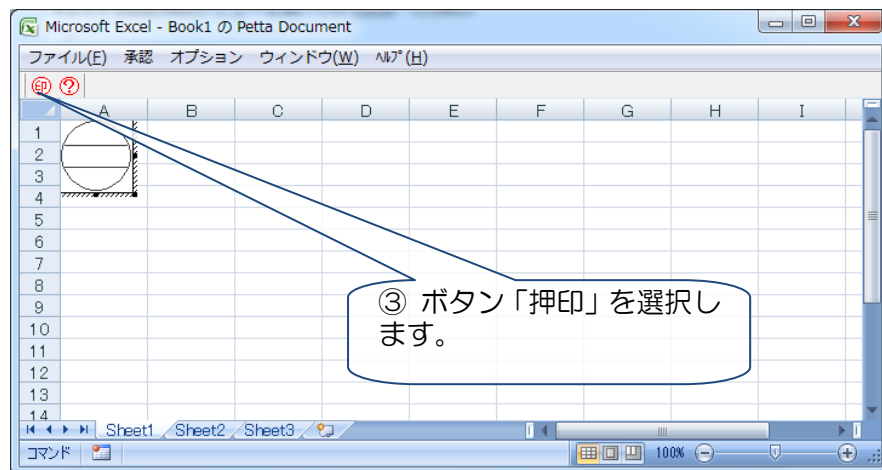 Microsoft Excel - Book1 の Petta Document
ファイル(F) 承認 オプション ウィンドウ(W) ﾍﾙﾌﾟ(H)
印 ?
A B C D E F G H I
1
2
3
4
5
6
7
8
9
10
11
12
13
14
③ ボタン「押印」を選択し
ます。
Sheet1 Sheet2 Sheet3
コマンド 100%